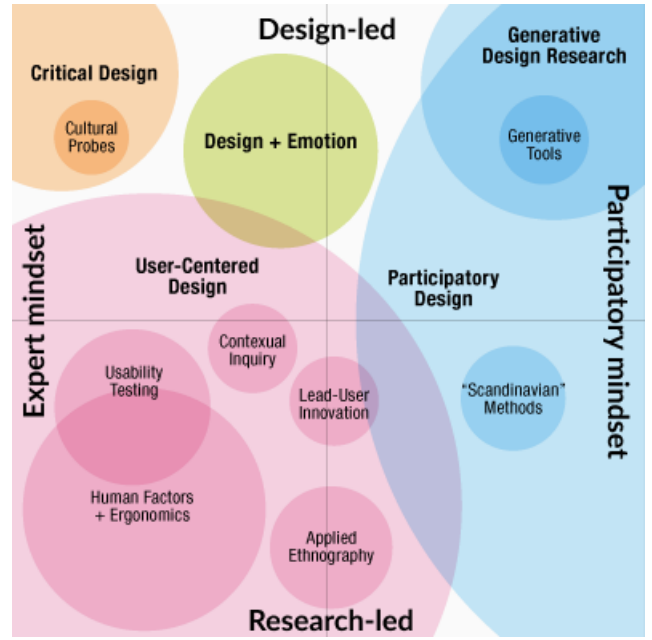 Design-led
Generative
Design Research
Critical Design
Cultural
Probes
Design + Emotion
Generative
Tools
Expert mindset
Participatory mindset
User-Centered
Design
Participatory
Design
Contexual
Inquiry
Usability
Testing
Lead-User
Innovation
"Scandinavian"
Methods
Human Factors
+ Ergonomics
Applied
Ethnography
Research-led